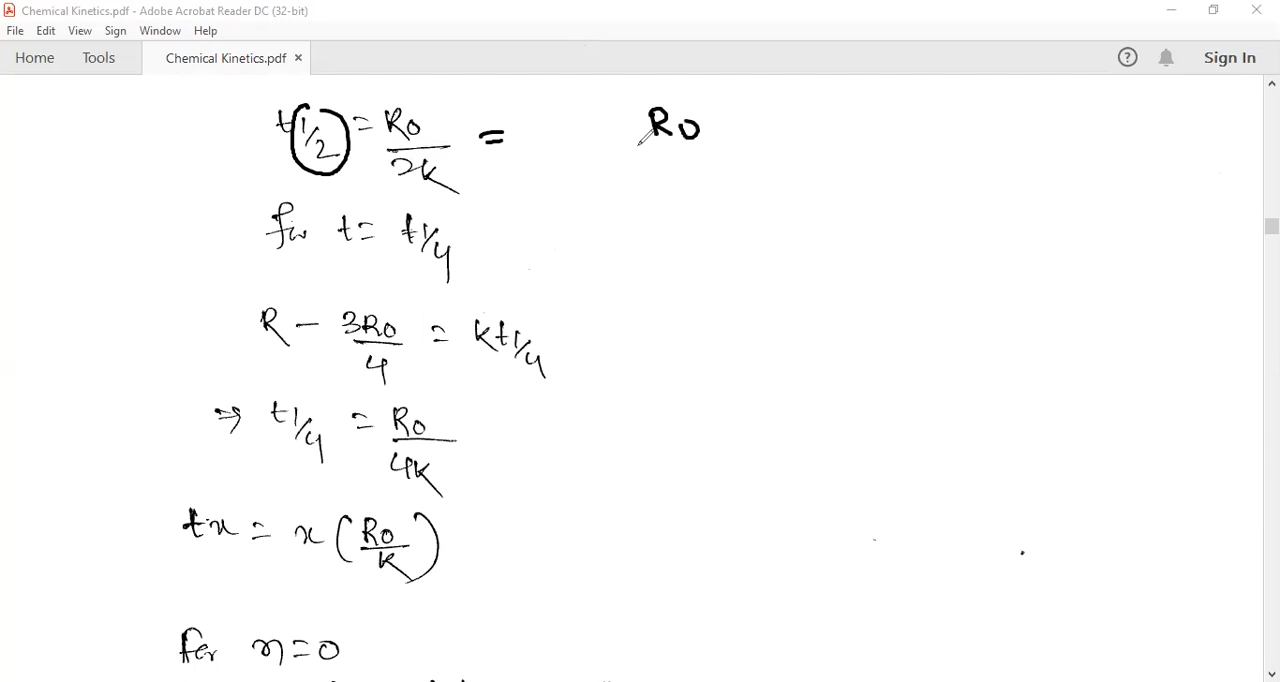 Chemical Kinetics.pdf - Adobe Acrobat Reader DC (32-bit)
File Edit View Sign Window Help
Home Tools Chemical Kinetics.pdf × ? Sign In
t1/2 = R0/2K = R0
for t = t1/4
R - 3R0/4 = Kt1/4
⇒ t1/4 = R0/4K
tx = x (R0/K)
for n=0